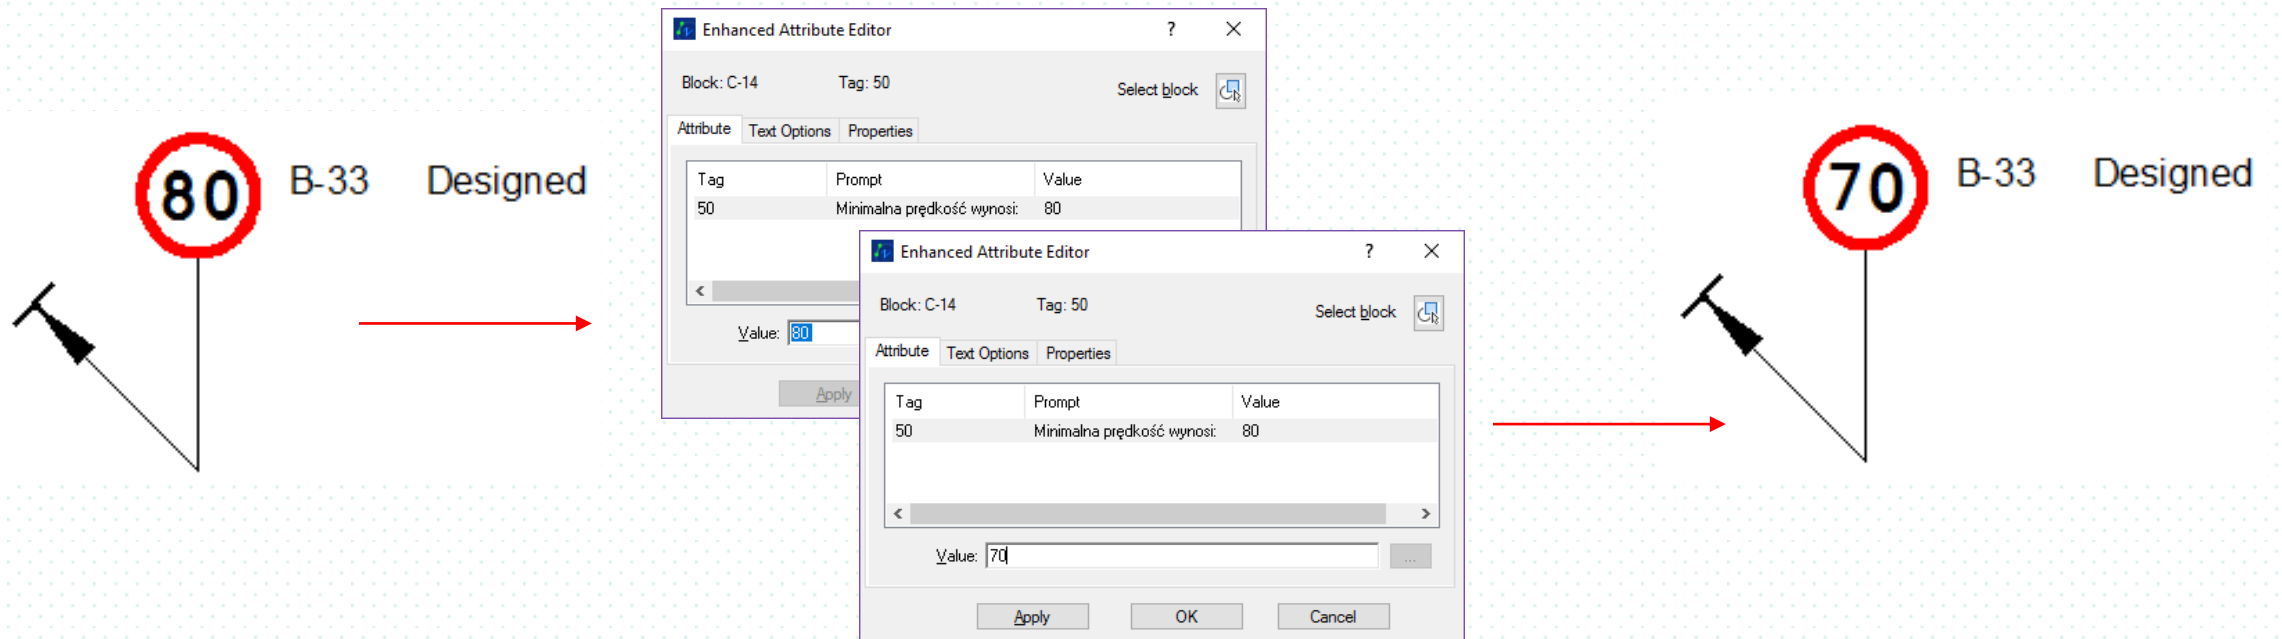 80
B-33 Designed
Enhanced Attribute Editor ?
Block: C-14 Tag: 50
Select block
Attribute Text Options Properties
Tag Prompt Value
50 Minimalna prędkość wynosi: 80
Value: 80
Apply
Enhanced Attribute Editor ?
Block: C-14 Tag: 50
Select block
Attribute Text Options Properties
Tag Prompt Value
50 Minimalna prędkość wynosi: 80
Value: 70
...
Apply OK Cancel
70
B-33 Designed